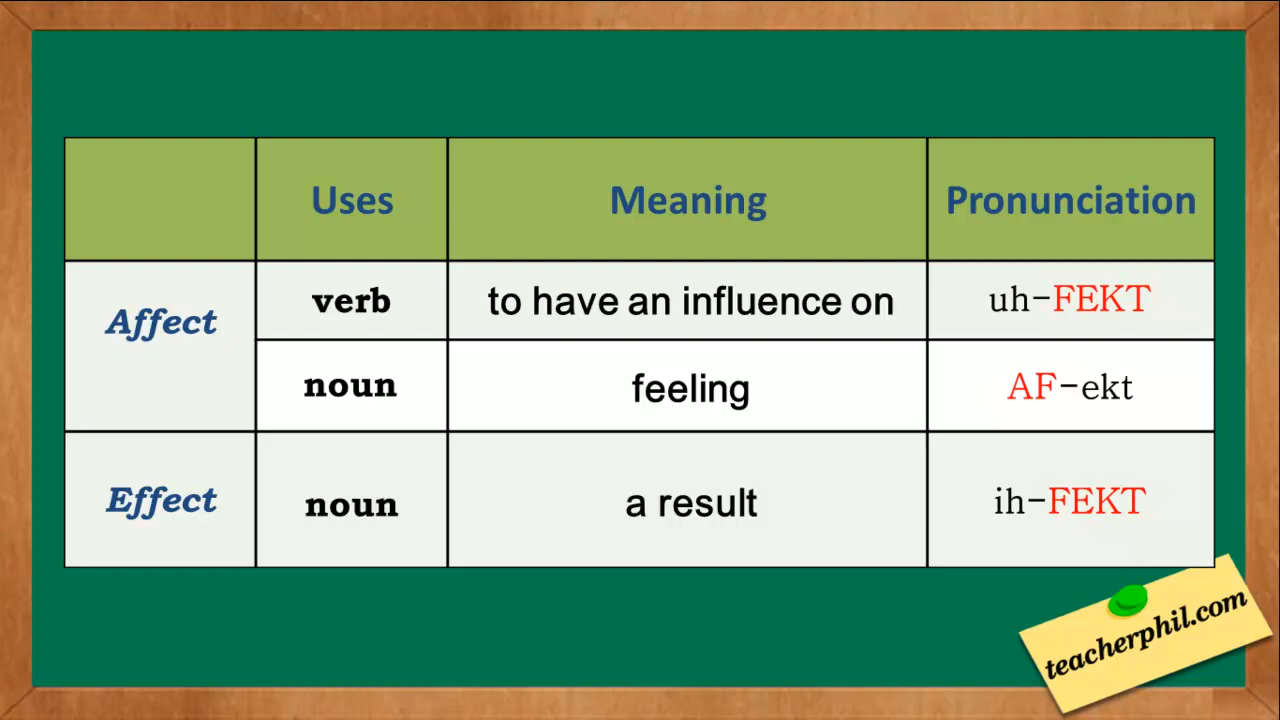 Uses Meaning Pronunciation
Affect verb to have an influence on uh-FEKT
noun feeling AF-ekt
Effect noun a result ih-FEKT
teacherphil.com